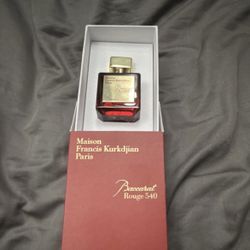 Maison
Francis Kurkdjian
Paris
Baccarat
Rouge 540